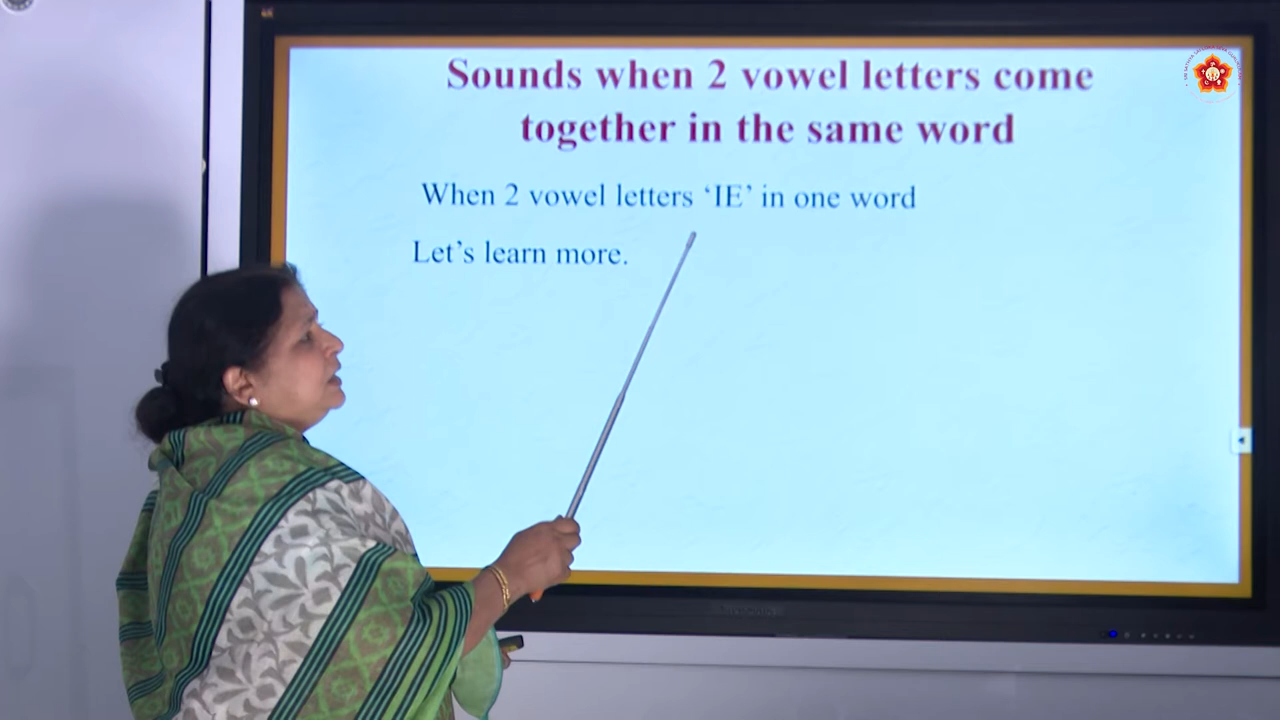 Sounds when 2 vowel letters come
together in the same word
When 2 vowel letters ‘IE’ in one word
Let’s learn more.